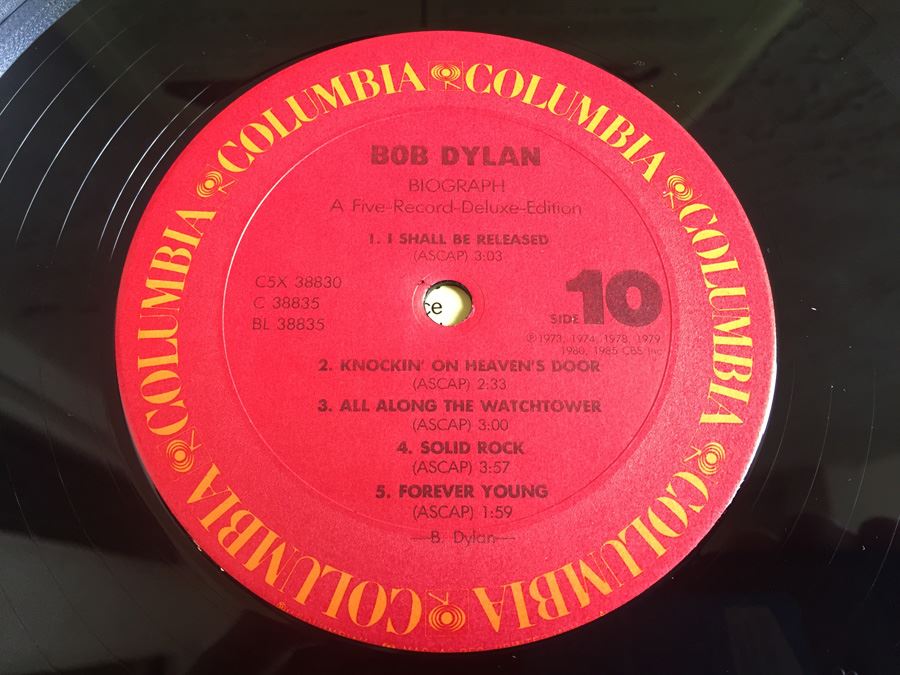 COLUMBIA COLUMBIA COLUMBIA COLUMBIA COLUMBIA COLUMBIA COLUMBIA COLUMBIA
BOB DYLAN
BIOGRAPH
A Five-Record-Deluxe-Edition
1. I SHALL BE RELEASED
(ASCAP) 3:03
C5X 38830
C 38835
BL 38835
ce
SIDE 10
℗1973, 1974, 1978, 1979
1980, 1985 CBS Inc
2. KNOCKIN' ON HEAVEN'S DOOR
(ASCAP) 2:33
3. ALL ALONG THE WATCHTOWER
(ASCAP) 3:00
4. SOLID ROCK
(ASCAP) 3:57
5. FOREVER YOUNG
(ASCAP) 1:59
—B. Dylan—